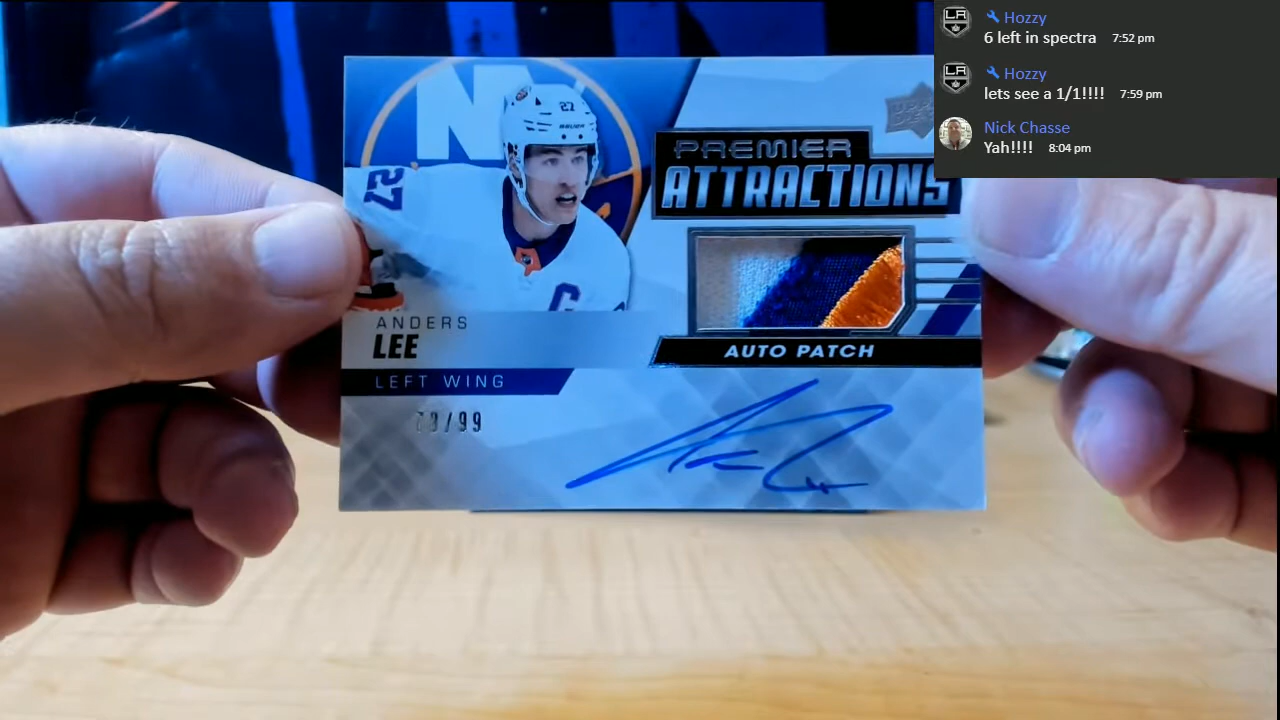 Hozzy
6 left in spectra 7:52 pm
Hozzy
lets see a 1/1!!!! 7:59 pm
Nick Chasse
Yah!!!! 8:04 pm
PREMIER
ATTRACTIONS
27
27
C
ANDERS
LEE
AUTO PATCH
LEFT WING
/99